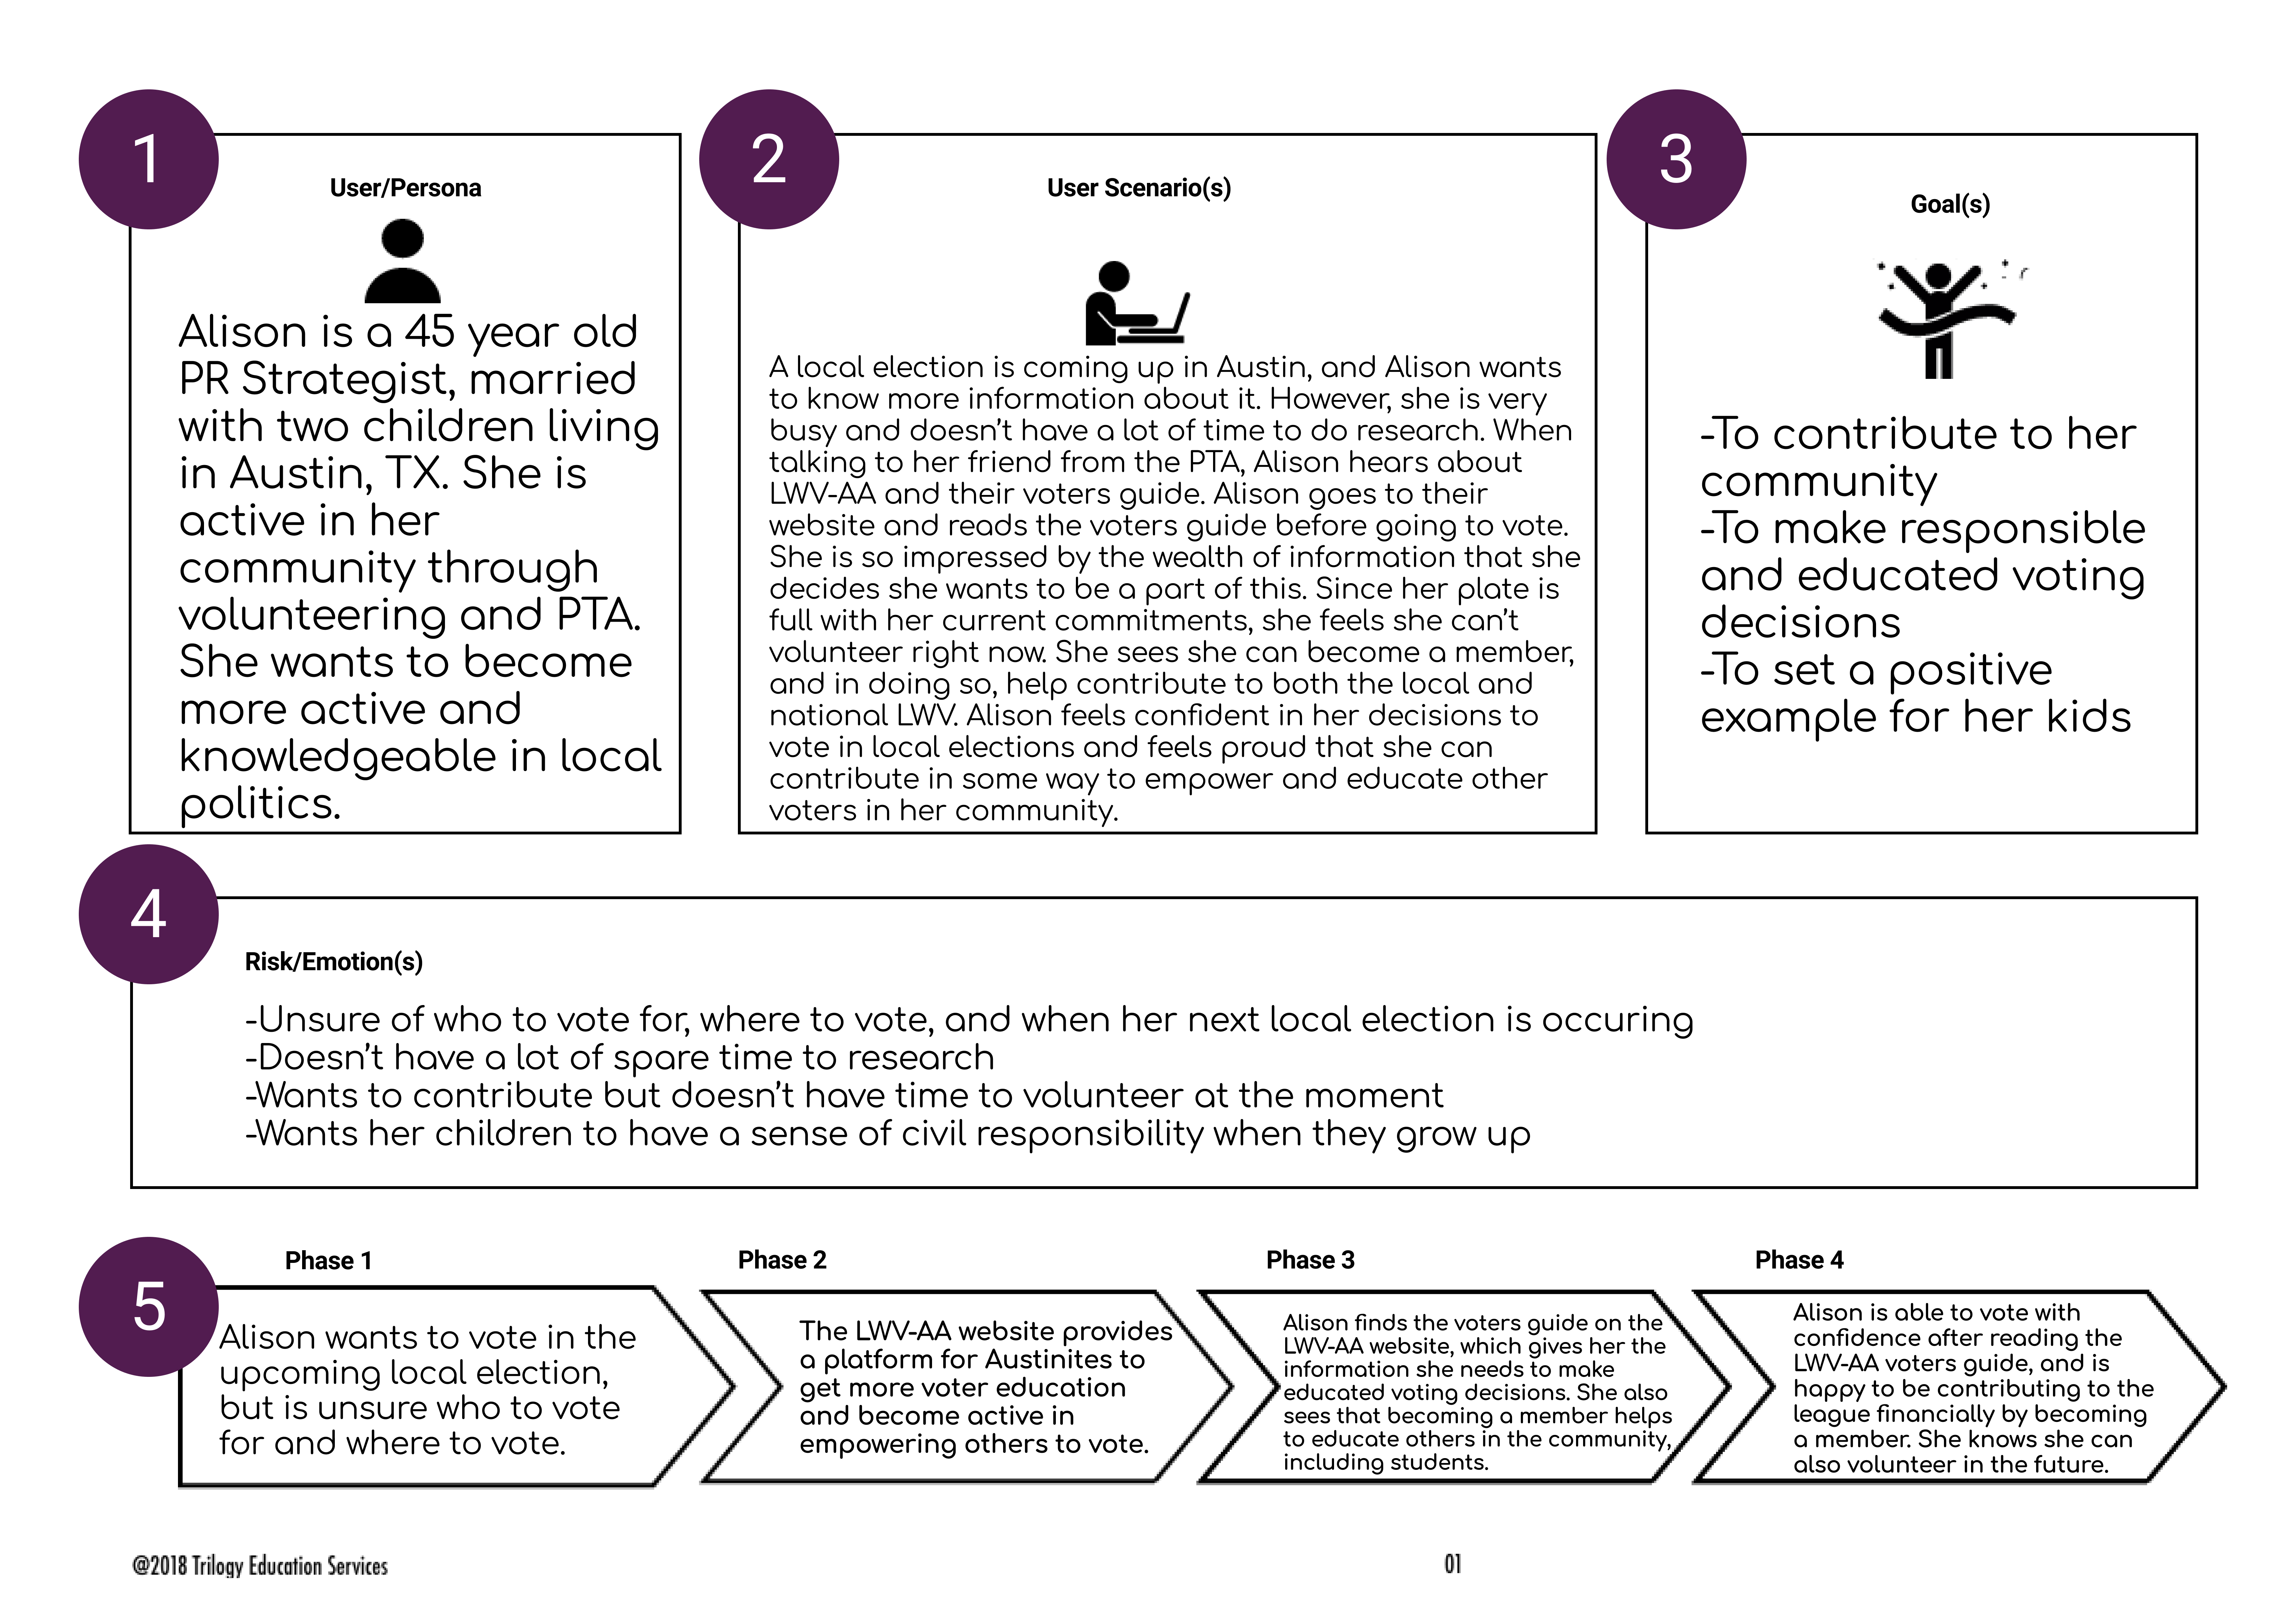 1
User/Persona
Alison is a 45 year old
PR Strategist, married
with two children living
in Austin, TX. She is
active in her
community through
volunteering and PTA.
She wants to become
more active and
knowledgeable in local
politics.
2
User Scenario(s)
A local election is coming up in Austin, and Alison wants
to know more information about it. However, she is very
busy and doesn't have a lot of time to do research. When
talking to her friend from the PTA, Alison hears about
LWV-AA and their voters guide. Alison goes to their
website and reads the voters guide before going to vote.
She is so impressed by the wealth of information that she
decides she wants to be a part of this. Since her plate is
full with her current commitments, she feels she can't
volunteer right now. She sees she can become a member,
and in doing so, help contribute to both the local and
national LWV. Alison feels confident in her decisions to
vote in local elections and feels proud that she can
contribute in some way to empower and educate other
voters in her community.
3
Goal(s)
-To contribute to her
community
-To make responsible
and educated voting
decisions
-To set a positive
example for her kids
4
Risk/Emotion(s)
-Unsure of who to vote for, where to vote, and when her next local election is occuring
-Doesn't have a lot of spare time to research
-Wants to contribute but doesn't have time to volunteer at the moment
-Wants her children to have a sense of civil responsibility when they grow up
5
Phase 1
Alison wants to vote in the
upcoming local election,
but is unsure who to vote
for and where to vote.
Phase 2
The LWV-AA website provides
a platform for Austinites to
get more voter education
and become active in
empowering others to vote.
Phase 3
Alison finds the voters guide on the
LWV-AA website, which gives her the
information she needs to make
educated voting decisions. She also
sees that becoming a member helps
to educate others in the community,
including students.
Phase 4
Alison is able to vote with
confidence after reading the
LWV-AA voters guide, and is
happy to be contributing to the
league financially by becoming
a member. She knows she can
also volunteer in the future.
@2018 Trilogy Education Services
01